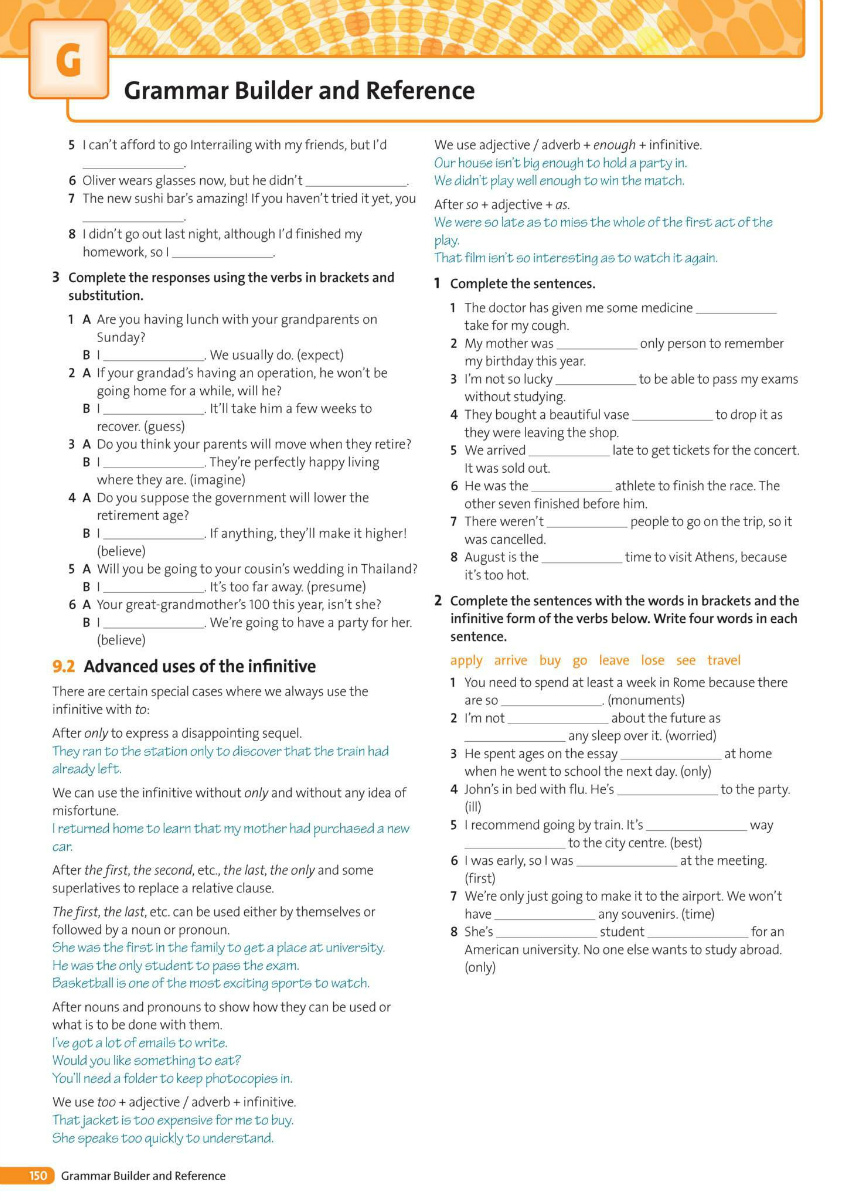 G
Grammar Builder and Reference
5 I can't afford to go Interrailing with my friends, but I'd
_______________.
6 Oliver wears glasses now, but he didn't _______________.
7 The new sushi bar's amazing! If you haven't tried it yet, you
_______________.
8 I didn't go out last night, although I'd finished my
homework, so I _______________.
3 Complete the responses using the verbs in brackets and
substitution.
1 A Are you having lunch with your grandparents on
Sunday?
B I _______________. We usually do. (expect)
2 A If your grandad's having an operation, he won't be
going home for a while, will he?
B I _______________. It'll take him a few weeks to
recover. (guess)
3 A Do you think your parents will move when they retire?
B I _______________. They're perfectly happy living
where they are. (imagine)
4 A Do you suppose the government will lower the
retirement age?
B I _______________. If anything, they'll make it higher!
(believe)
5 A Will you be going to your cousin's wedding in Thailand?
B I _______________. It's too far away. (presume)
6 A Your great-grandmother's 100 this year, isn't she?
B I _______________. We're going to have a party for her.
(believe)
9.2 Advanced uses of the infinitive
There are certain special cases where we always use the
infinitive with to:
After only to express a disappointing sequel.
They ran to the station only to discover that the train had
already left.
We can use the infinitive without only and without any idea of
misfortune.
I returned home to learn that my mother had purchased a new
car.
After the first, the second, etc., the last, the only and some
superlatives to replace a relative clause.
The first, the last, etc. can be used either by themselves or
followed by a noun or pronoun.
She was the first in the family to get a place at university.
He was the only student to pass the exam.
Basketball is one of the most exciting sports to watch.
After nouns and pronouns to show how they can be used or
what is to be done with them.
I've got a lot of emails to write.
Would you like something to eat?
You'll need a folder to keep photocopies in.
We use too + adjective / adverb + infinitive.
That jacket is too expensive for me to buy.
She speaks too quickly to understand.
We use adjective / adverb + enough + infinitive.
Our house isn't big enough to hold a party in.
We didn't play well enough to win the match.
After so + adjective + as.
We were so late as to miss the whole of the first act of the
play.
That film isn't so interesting as to watch it again.
1 Complete the sentences.
1 The doctor has given me some medicine ____________
take for my cough.
2 My mother was ____________ only person to remember
my birthday this year.
3 I'm not so lucky ____________ to be able to pass my exams
without studying.
4 They bought a beautiful vase ____________ to drop it as
they were leaving the shop.
5 We arrived ____________ late to get tickets for the concert.
It was sold out.
6 He was the ____________ athlete to finish the race. The
other seven finished before him.
7 There weren't ____________ people to go on the trip, so it
was cancelled.
8 August is the ____________ time to visit Athens, because
it's too hot.
2 Complete the sentences with the words in brackets and the
infinitive form of the verbs below. Write four words in each
sentence.
apply arrive buy go leave lose see travel
1 You need to spend at least a week in Rome because there
are so _______________. (monuments)
2 I'm not _______________ about the future as
_______________ any sleep over it. (worried)
3 He spent ages on the essay _______________ at home
when he went to school the next day. (only)
4 John's in bed with flu. He's _______________ to the party.
(ill)
5 I recommend going by train. It's _______________ way
_______________ to the city centre. (best)
6 I was early, so I was _______________ at the meeting.
(first)
7 We're only just going to make it to the airport. We won't
have _______________ any souvenirs. (time)
8 She's _______________ student _______________ for an
American university. No one else wants to study abroad.
(only)
150 Grammar Builder and Reference